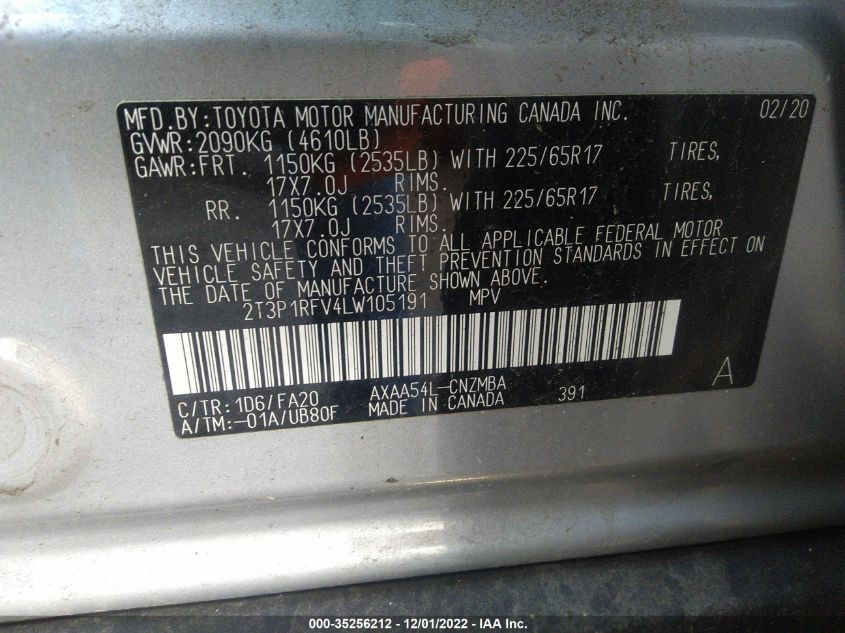 MFD.BY:TOYOTA MOTOR MANUFACTURING CANADA INC. 02/20
GVWR:2090KG (4610LB)
GAWR:FRT. 1150KG (2535LB) WITH 225/65R17 TIRES,
17X7.0J RIMS.
RR. 1150KG (2535LB) WITH 225/65R17 TIRES,
17X7.0J RIMS.
THIS VEHICLE CONFORMS TO ALL APPLICABLE FEDERAL MOTOR
VEHICLE SAFETY AND THEFT PREVENTION STANDARDS IN EFFECT ON
THE DATE OF MANUFACTURE SHOWN ABOVE.
2T3P1RFV4LW105191 MPV
C/TR:1D6/FA20 AXAA54L-CNZMBA 391 A
A/TM:-01A/UB80F MADE IN CANADA
000-35256212 - 12/01/2022 - IAA Inc.